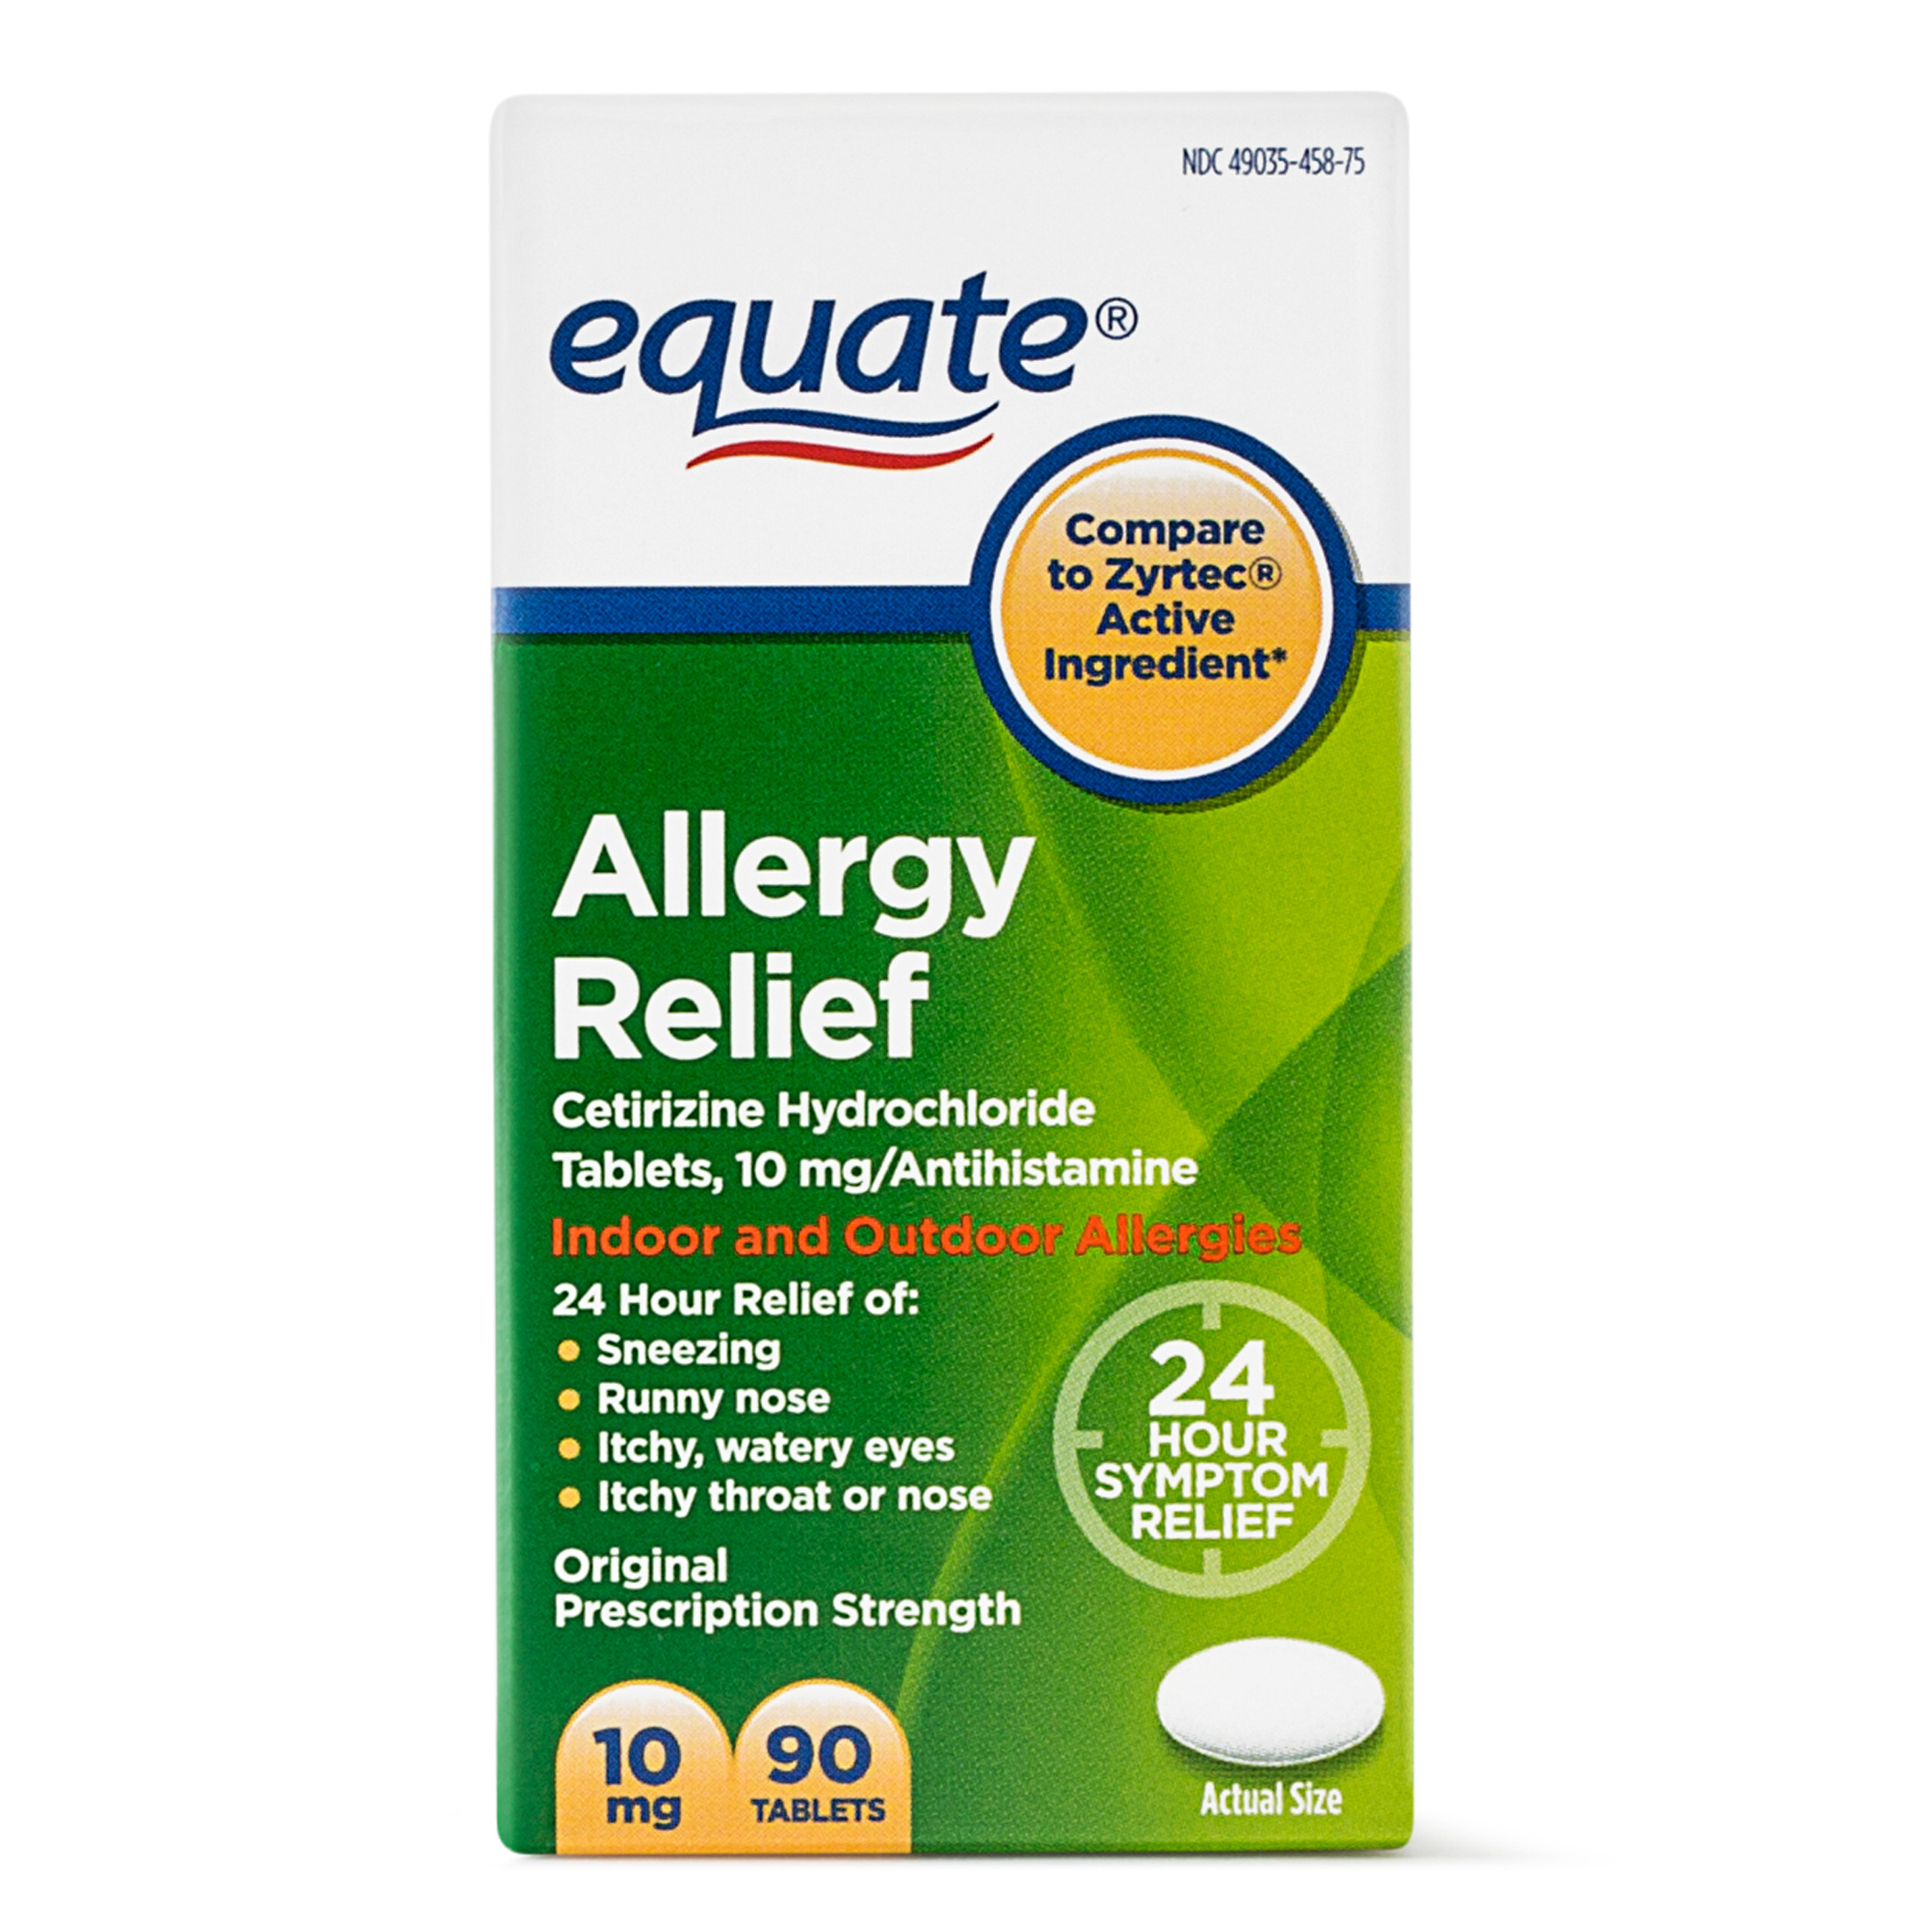 NDC 49035-458-75
equate®
Compare
to Zyrtec®
Active
Ingredient*
Allergy
Relief
Cetirizine Hydrochloride
Tablets, 10 mg/Antihistamine
Indoor and Outdoor Allergies
24 Hour Relief of:
• Sneezing
• Runny nose
• Itchy, watery eyes
• Itchy throat or nose
24
HOUR
SYMPTOM
RELIEF
Original
Prescription Strength
10
mg
90
TABLETS
Actual Size